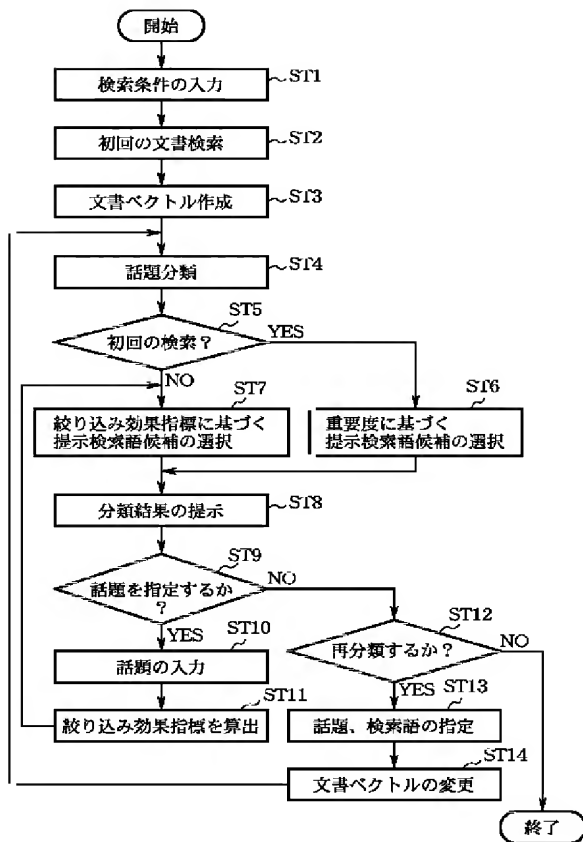 開始
検索条件の入力
ST1
初回の文書検索
ST2
文書ベクトル作成
ST3
話題分類
ST4
初回の検索?
ST5
YES
NO
絞り込み効果指標に基づく
提示検索語候補の選択
ST7
重要度に基づく
提示検索語候補の選択
ST6
分類結果の提示
ST8
話題を指定するか
?
ST9
NO
YES
話題の入力
ST10
再分類するか?
ST12
NO
YES
絞り込み効果指標を算出
ST11
話題、検索語の指定
ST13
文書ベクトルの変更
ST14
終了